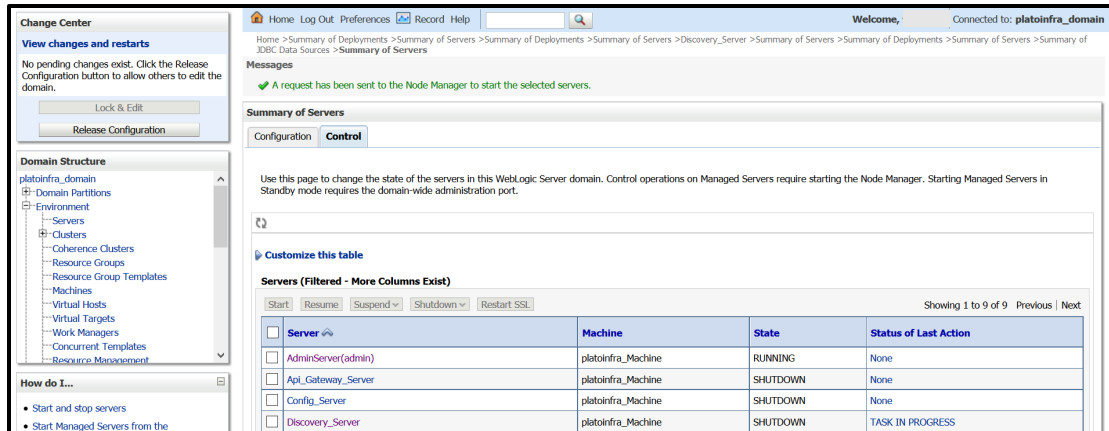 Change Center
View changes and restarts
No pending changes exist. Click the Release
Configuration button to allow others to edit the
domain.
Lock & Edit
Release Configuration
Domain Structure
platoinfra_domain
Domain Partitions
Environment
Servers
Clusters
Coherence Clusters
Resource Groups
Resource Group Templates
Machines
Virtual Hosts
Virtual Targets
Work Managers
Concurrent Templates
Resource Management
How do I...
Start and stop servers
Start Managed Servers from the
Home Log Out Preferences Record Help
Welcome, Connected to: platoinfra_domain
Home >Summary of Deployments >Summary of Servers >Summary of Deployments >Summary of Servers >Discovery_Server >Summary of Servers >Summary of Deployments >Summary of Servers >Summary of
JDBC Data Sources >Summary of Servers
Messages
A request has been sent to the Node Manager to start the selected servers.
Summary of Servers
Configuration Control
Use this page to change the state of the servers in this WebLogic Server domain. Control operations on Managed Servers require starting the Node Manager. Starting Managed Servers in
Standby mode requires the domain-wide administration port.
Customize this table
Servers (Filtered - More Columns Exist)
Start Resume Suspend Shutdown Restart SSL Showing 1 to 9 of 9 Previous | Next
Server Machine State Status of Last Action
AdminServer(admin) platoinfra_Machine RUNNING None
Api_Gateway_Server platoinfra_Machine SHUTDOWN None
Config_Server platoinfra_Machine SHUTDOWN None
Discovery_Server platoinfra_Machine SHUTDOWN TASK IN PROGRESS